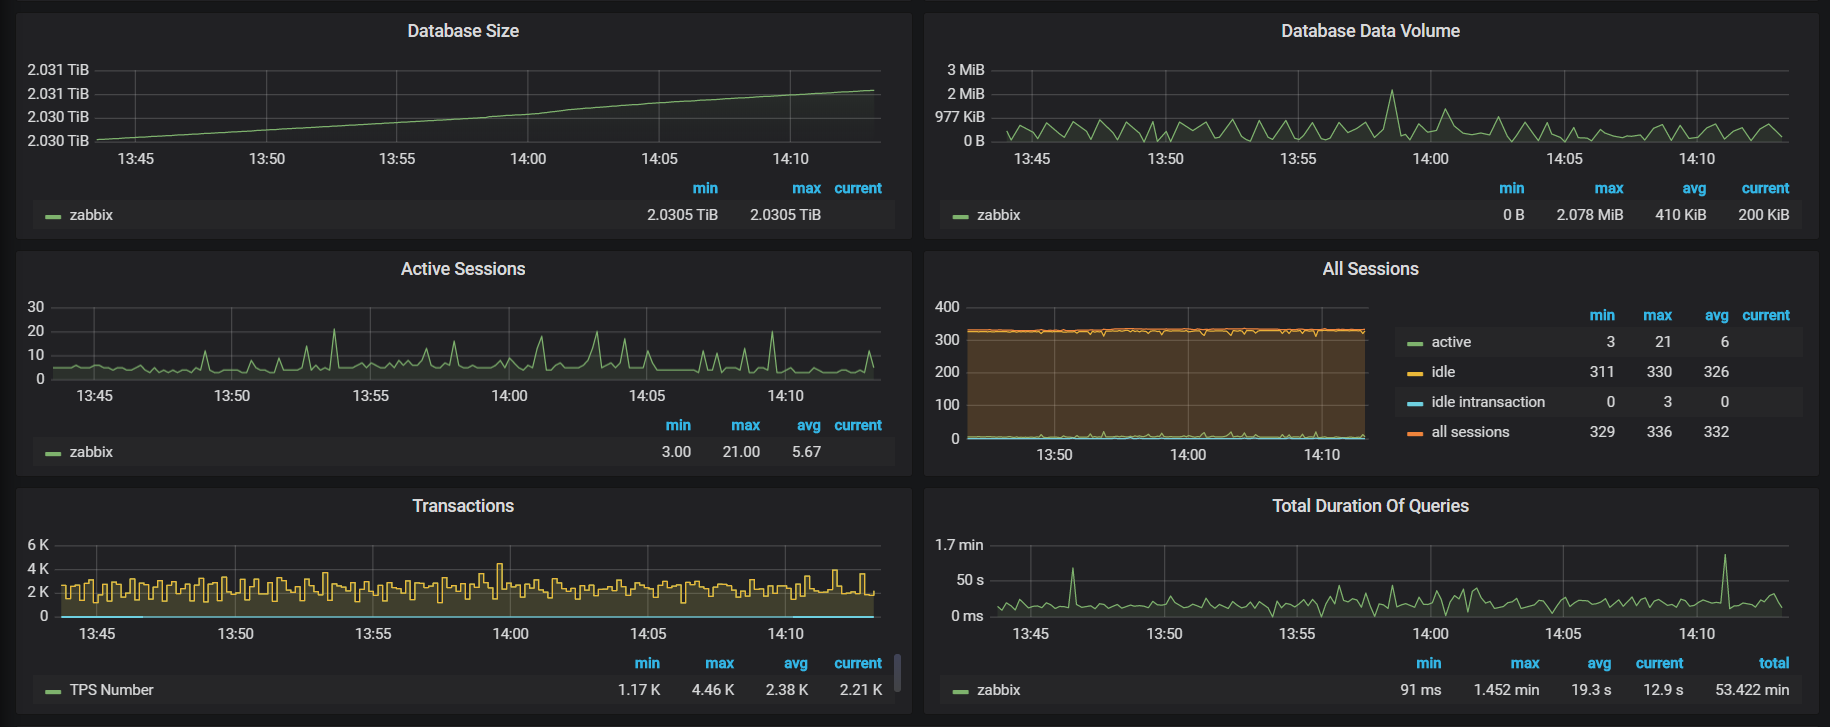 Database Size
2.031 TiB
2.031 TiB
2.030 TiB
2.030 TiB
13:45 13:50 13:55 14:00 14:05 14:10
min max current
zabbix 2.0305 TiB 2.0305 TiB
Database Data Volume
3 MiB
2 MiB
977 KiB
0 B
13:45 13:50 13:55 14:00 14:05 14:10
min max avg current
zabbix 0 B 2.078 MiB 410 KiB 200 KiB
Active Sessions
30
20
10
0
13:45 13:50 13:55 14:00 14:05 14:10
min max avg current
zabbix 3.00 21.00 5.67
All Sessions
400
300
200
100
0
13:50 14:00 14:10
min max avg current
active 3 21 6
idle 311 330 326
idle intransaction 0 3 0
all sessions 329 336 332
Transactions
6 K
4 K
2 K
0
13:45 13:50 13:55 14:00 14:05 14:10
min max avg current
TPS Number 1.17 K 4.46 K 2.38 K 2.21 K
Total Duration Of Queries
1.7 min
50 s
0 ms
13:45 13:50 13:55 14:00 14:05 14:10
min max avg current total
zabbix 91 ms 1.452 min 19.3 s 12.9 s 53.422 min